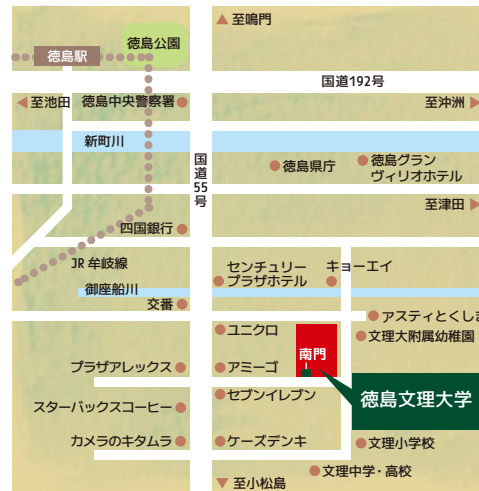 至鳴門
徳島公園
徳島駅
国道192号
至池田
徳島中央警察署
至沖洲
新町川
国道55号
徳島県庁
徳島グラン
ヴィリオホテル
至津田
四国銀行
JR牟岐線
センチュリー
プラザホテル
キョーエイ
御座船川
交番
アスティとくしま
ユニクロ
文理大附属幼稚園
南門
プラザアレックス
アミーゴ
セブンイレブン
徳島文理大学
スターバックスコーヒー
カメラのキタムラ
ケーズデンキ
文理小学校
文理中学・高校
至小松島